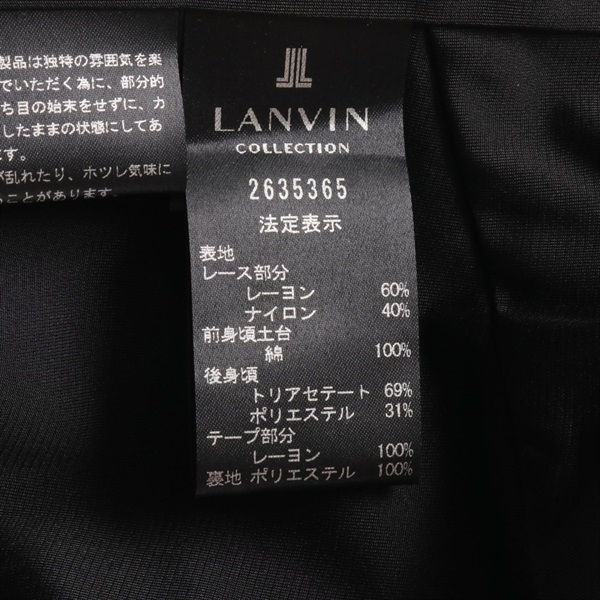 製品は独特の雰囲気を楽
でいただく為に、部分的
ち目の始末をせずに、カ
したままの状態にしてあ
ます。
が乱れたり、ホツレ気味に
ることがあります。
LANVIN
COLLECTION
2635365
法定表示
表地
レース部分
レーヨン 60%
ナイロン 40%
前身頃土台
綿 100%
後身頃
トリアセテート 69%
ポリエステル 31%
テープ部分
レーヨン 100%
裏地 ポリエステル 100%